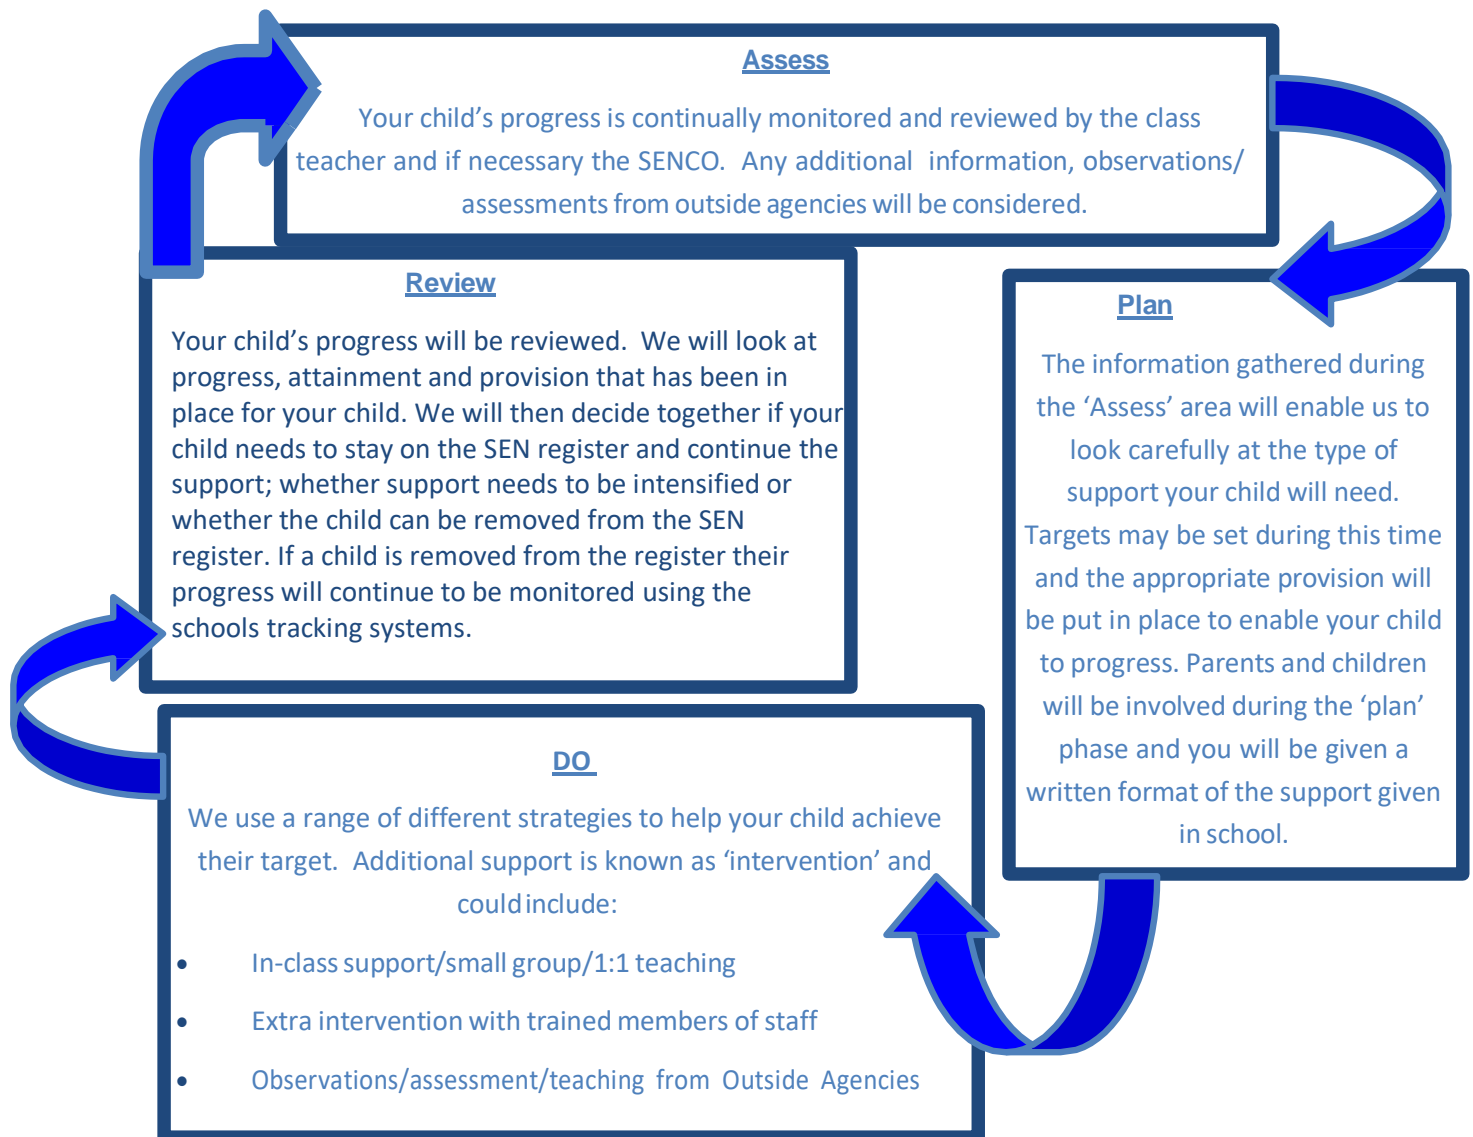 Assess
Your child’s progress is continually monitored and reviewed by the class
teacher and if necessary the SENCO. Any additional information, observations/
assessments from outside agencies will be considered.
Plan
The information gathered during
the ‘Assess’ area will enable us to
look carefully at the type of
support your child will need.
Targets may be set during this time
and the appropriate provision will
be put in place to enable your child
to progress. Parents and children
will be involved during the ‘plan’
phase and you will be given a
written format of the support given
in school.
DO
We use a range of different strategies to help your child achieve
their target. Additional support is known as ‘intervention’ and
could include:
• In-class support/small group/1:1 teaching
• Extra intervention with trained members of staff
• Observations/assessment/teaching from Outside Agencies
Review
Your child’s progress will be reviewed. We will look at
progress, attainment and provision that has been in
place for your child. We will then decide together if your
child needs to stay on the SEN register and continue the
support; whether support needs to be intensified or
whether the child can be removed from the SEN
register. If a child is removed from the register their
progress will continue to be monitored using the
schools tracking systems.